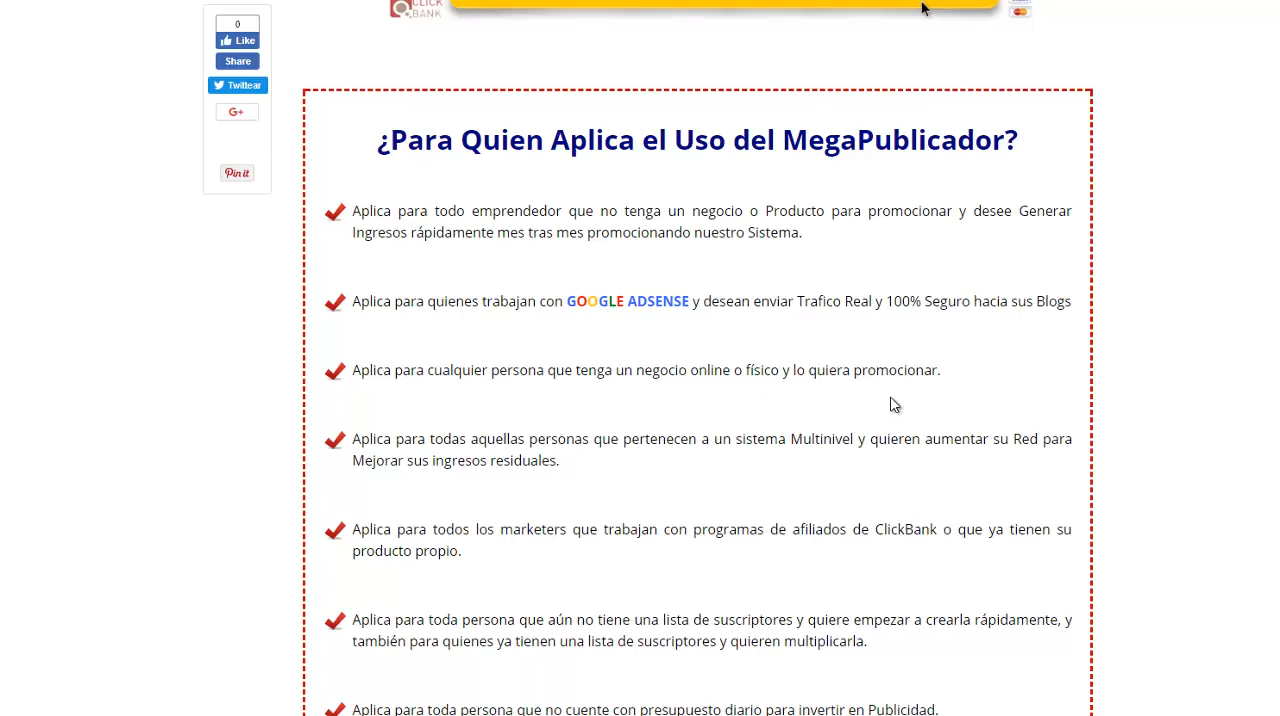 CLICK
BANK
0
Like
Share
Twittear
G+
Pin it
¿Para Quien Aplica el Uso del MegaPublicador?
Aplica para todo emprendedor que no tenga un negocio o Producto para promocionar y desee Generar
Ingresos rápidamente mes tras mes promocionando nuestro Sistema.
Aplica para quienes trabajan con GOOGLE ADSENSE y desean enviar Trafico Real y 100% Seguro hacia sus Blogs
Aplica para cualquier persona que tenga un negocio online o físico y lo quiera promocionar.
Aplica para todas aquellas personas que pertenecen a un sistema Multinivel y quieren aumentar su Red para
Mejorar sus ingresos residuales.
Aplica para todos los marketers que trabajan con programas de afiliados de ClickBank o que ya tienen su
producto propio.
Aplica para toda persona que aún no tiene una lista de suscriptores y quiere empezar a crearla rápidamente, y
también para quienes ya tienen una lista de suscriptores y quieren multiplicarla.
Aplica para toda persona que no cuente con presupuesto diario para invertir en Publicidad.